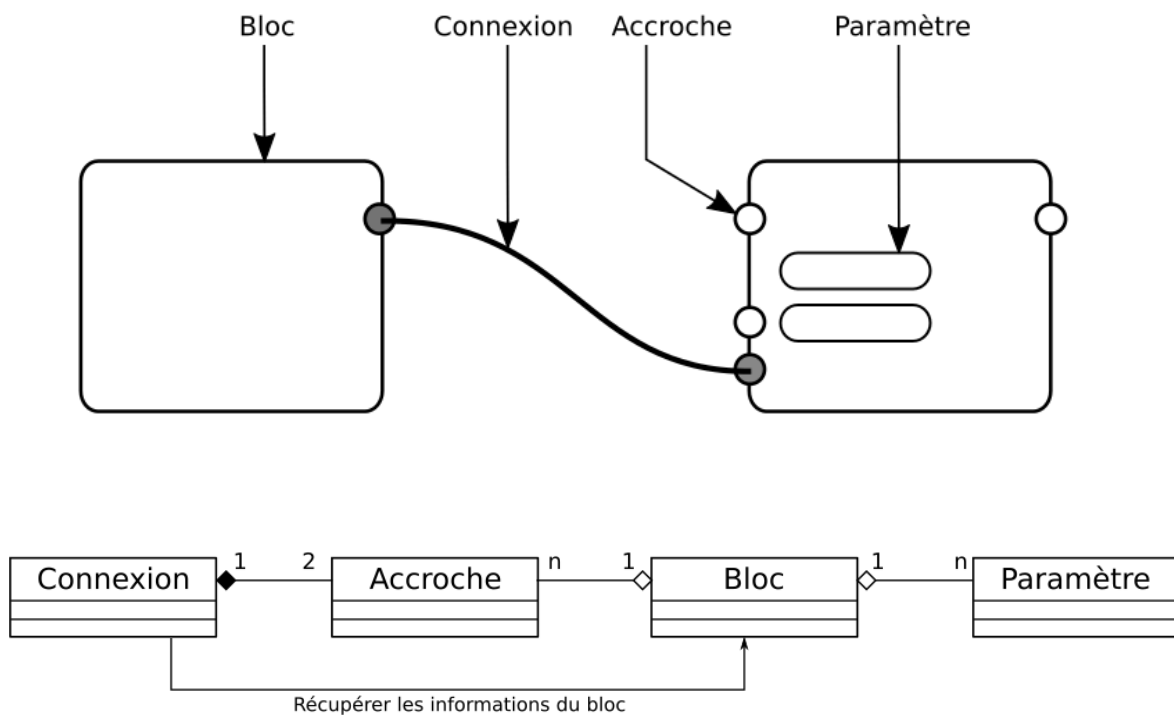 Bloc Connexion Accroche Paramètre
1 2 n 1 1 n
Connexion Accroche Bloc Paramètre
Récupérer les informations du bloc